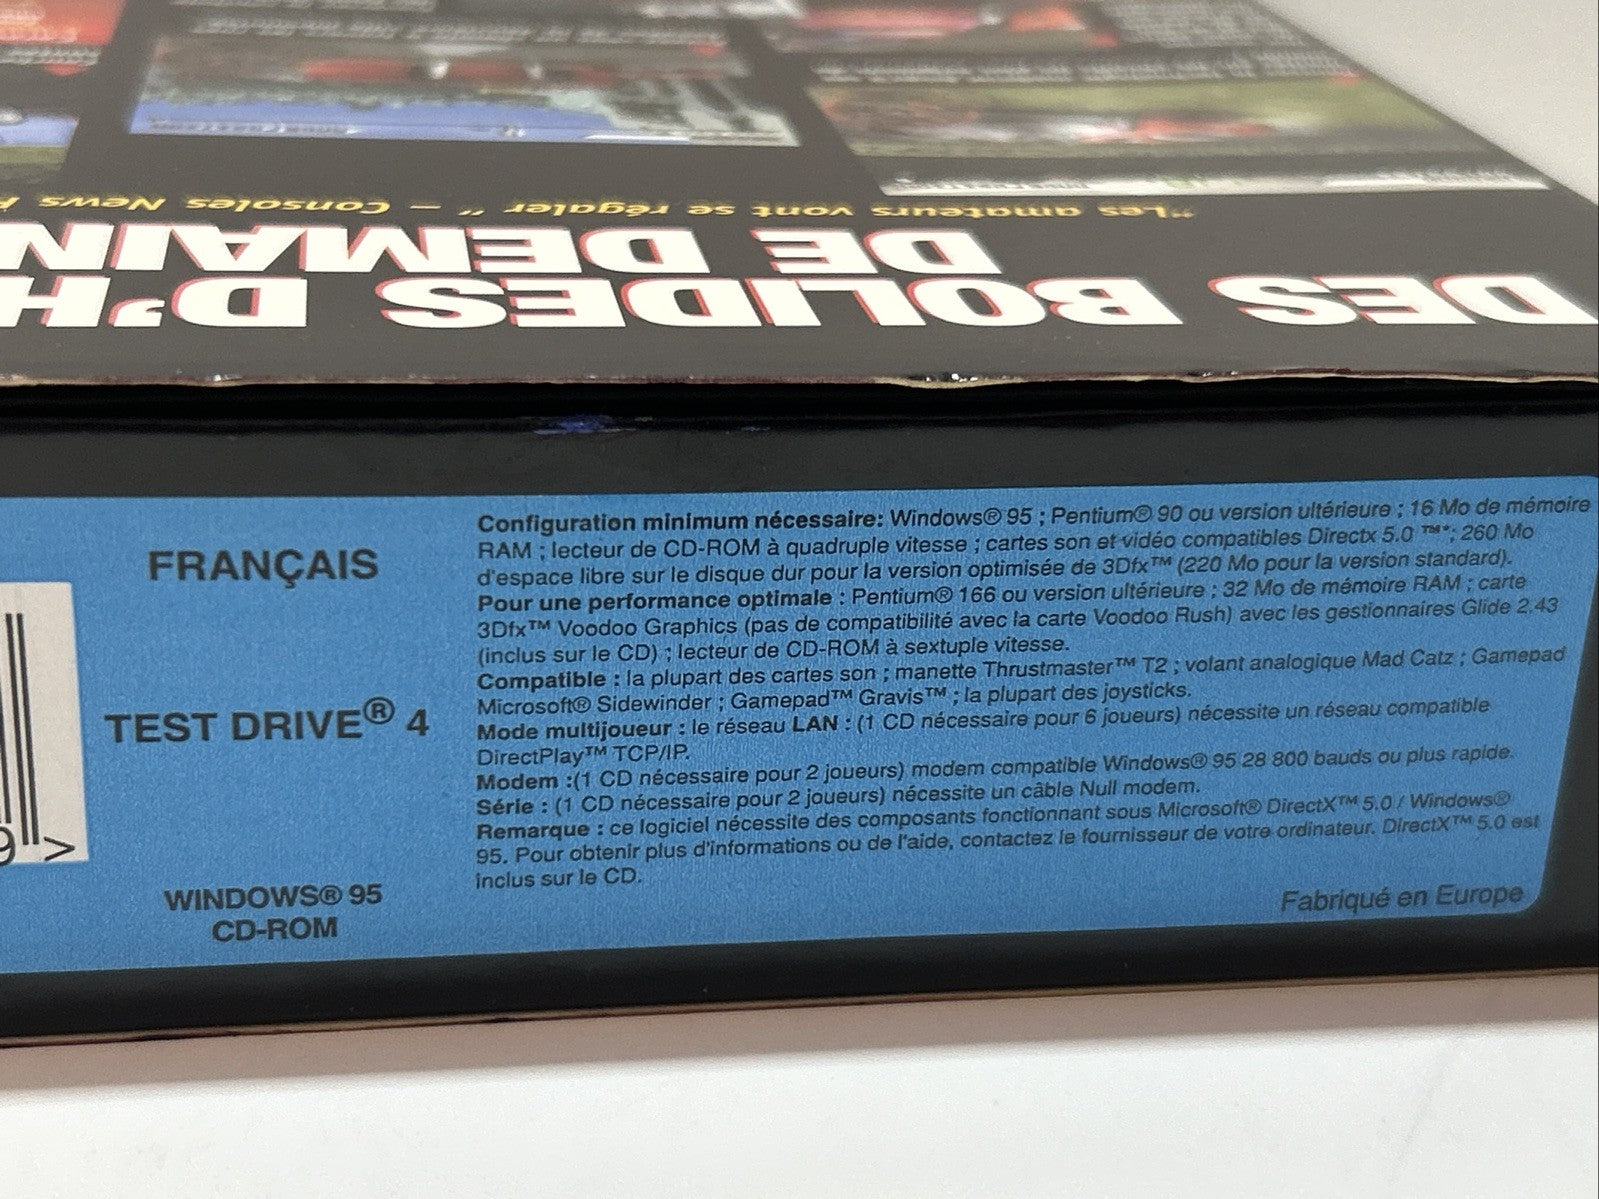 DES BOLIDES D'H
DE DEMAIN
"Les amateurs vont se régaler" – Consoles News
FRANÇAIS
TEST DRIVE® 4
WINDOWS® 95
CD-ROM
9
>
Configuration minimum nécessaire: Windows® 95 ; Pentium® 90 ou version ultérieure ; 16 Mo de mémoire
RAM ; lecteur de CD-ROM à quadruple vitesse ; cartes son et vidéo compatibles Directx 5.0 ™*; 260 Mo
d'espace libre sur le disque dur pour la version optimisée de 3Dfx™ (220 Mo pour la version standard).
Pour une performance optimale : Pentium® 166 ou version ultérieure ; 32 Mo de mémoire RAM ; carte
3Dfx™ Voodoo Graphics (pas de compatibilité avec la carte Voodoo Rush) avec les gestionnaires Glide 2.43
(inclus sur le CD) ; lecteur de CD-ROM à sextuple vitesse.
Compatible : la plupart des cartes son ; manette Thrustmaster™ T2 ; volant analogique Mad Catz ; Gamepad
Microsoft® Sidewinder ; Gamepad™ Gravis™ ; la plupart des joysticks.
Mode multijoueur : le réseau LAN : (1 CD nécessaire pour 6 joueurs) nécessite un réseau compatible
DirectPlay™ TCP/IP.
Modem :(1 CD nécessaire pour 2 joueurs) modem compatible Windows® 95 28 800 bauds ou plus rapide.
Série : (1 CD nécessaire pour 2 joueurs) nécessite un câble Null modem.
Remarque : ce logiciel nécessite des composants fonctionnant sous Microsoft® DirectX™ 5.0 / Windows®
95. Pour obtenir plus d'informations ou de l'aide, contactez le fournisseur de votre ordinateur. DirectX™ 5.0 est
inclus sur le CD.
Fabriqué en Europe